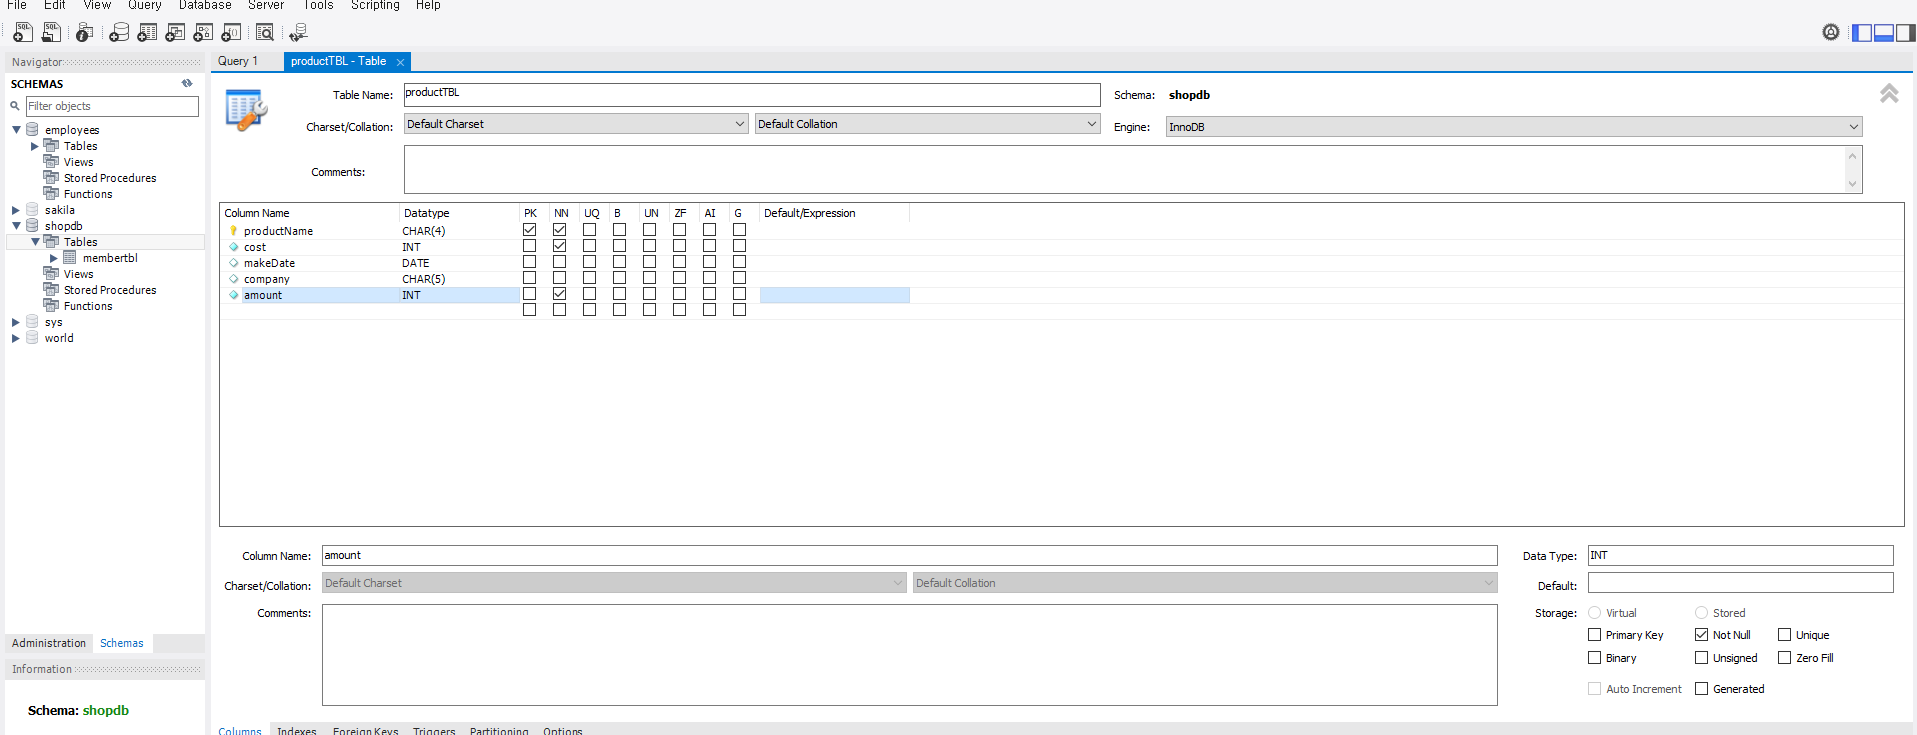 File Edit View Query Database Server Tools Scripting Help
Navigator
SCHEMAS
Filter objects
employees
Tables
Views
Stored Procedures
Functions
sakila
shopdb
Tables
membertbl
Views
Stored Procedures
Functions
sys
world
Administration Schemas
Information
Schema: shopdb
Query 1 productTBL - Table
Table Name: productTBL Schema: shopdb
Charset/Collation: Default Charset Default Collation Engine: InnoDB
Comments:
Column Name Datatype PK NN UQ B UN ZF AI G Default/Expression
productName CHAR(4)
cost INT
makeDate DATE
company CHAR(5)
amount INT
Column Name: amount Data Type: INT
Charset/Collation: Default Charset Default Collation Default:
Comments: Storage: Virtual Stored
Primary Key Not Null Unique
Binary Unsigned Zero Fill
Auto Increment Generated
Columns Indexes Foreign Keys Triggers Partitioning Options